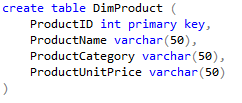 create table DimProduct (
    ProductID int primary key,
    ProductName varchar(50),
    ProductCategory varchar(50),
    ProductUnitPrice varchar(50)
)